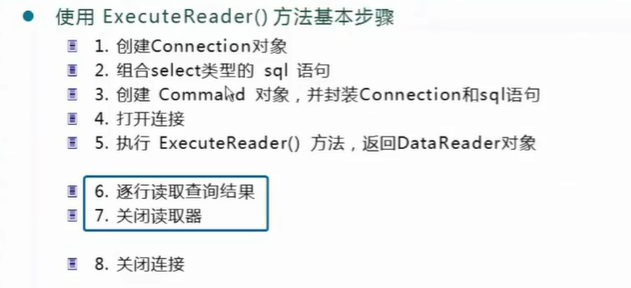 使用 ExecuteReader() 方法基本步骤
1. 创建Connection对象
2. 组合select类型的 sql 语句
3. 创建 Command 对象，并封装Connection和sql语句
4. 打开连接
5. 执行 ExecuteReader() 方法，返回DataReader对象
6. 逐行读取查询结果
7. 关闭读取器
8. 关闭连接